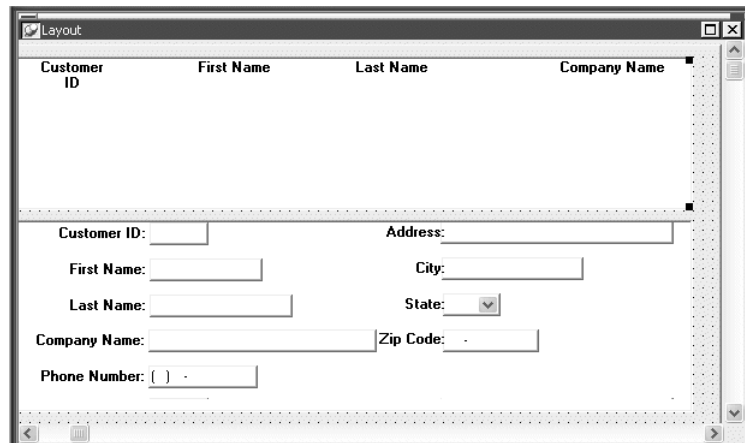 Layout
Customer ID First Name Last Name Company Name
Customer ID: Address:
First Name: City:
Last Name: State:
Company Name: Zip Code: -
Phone Number: ( ) -